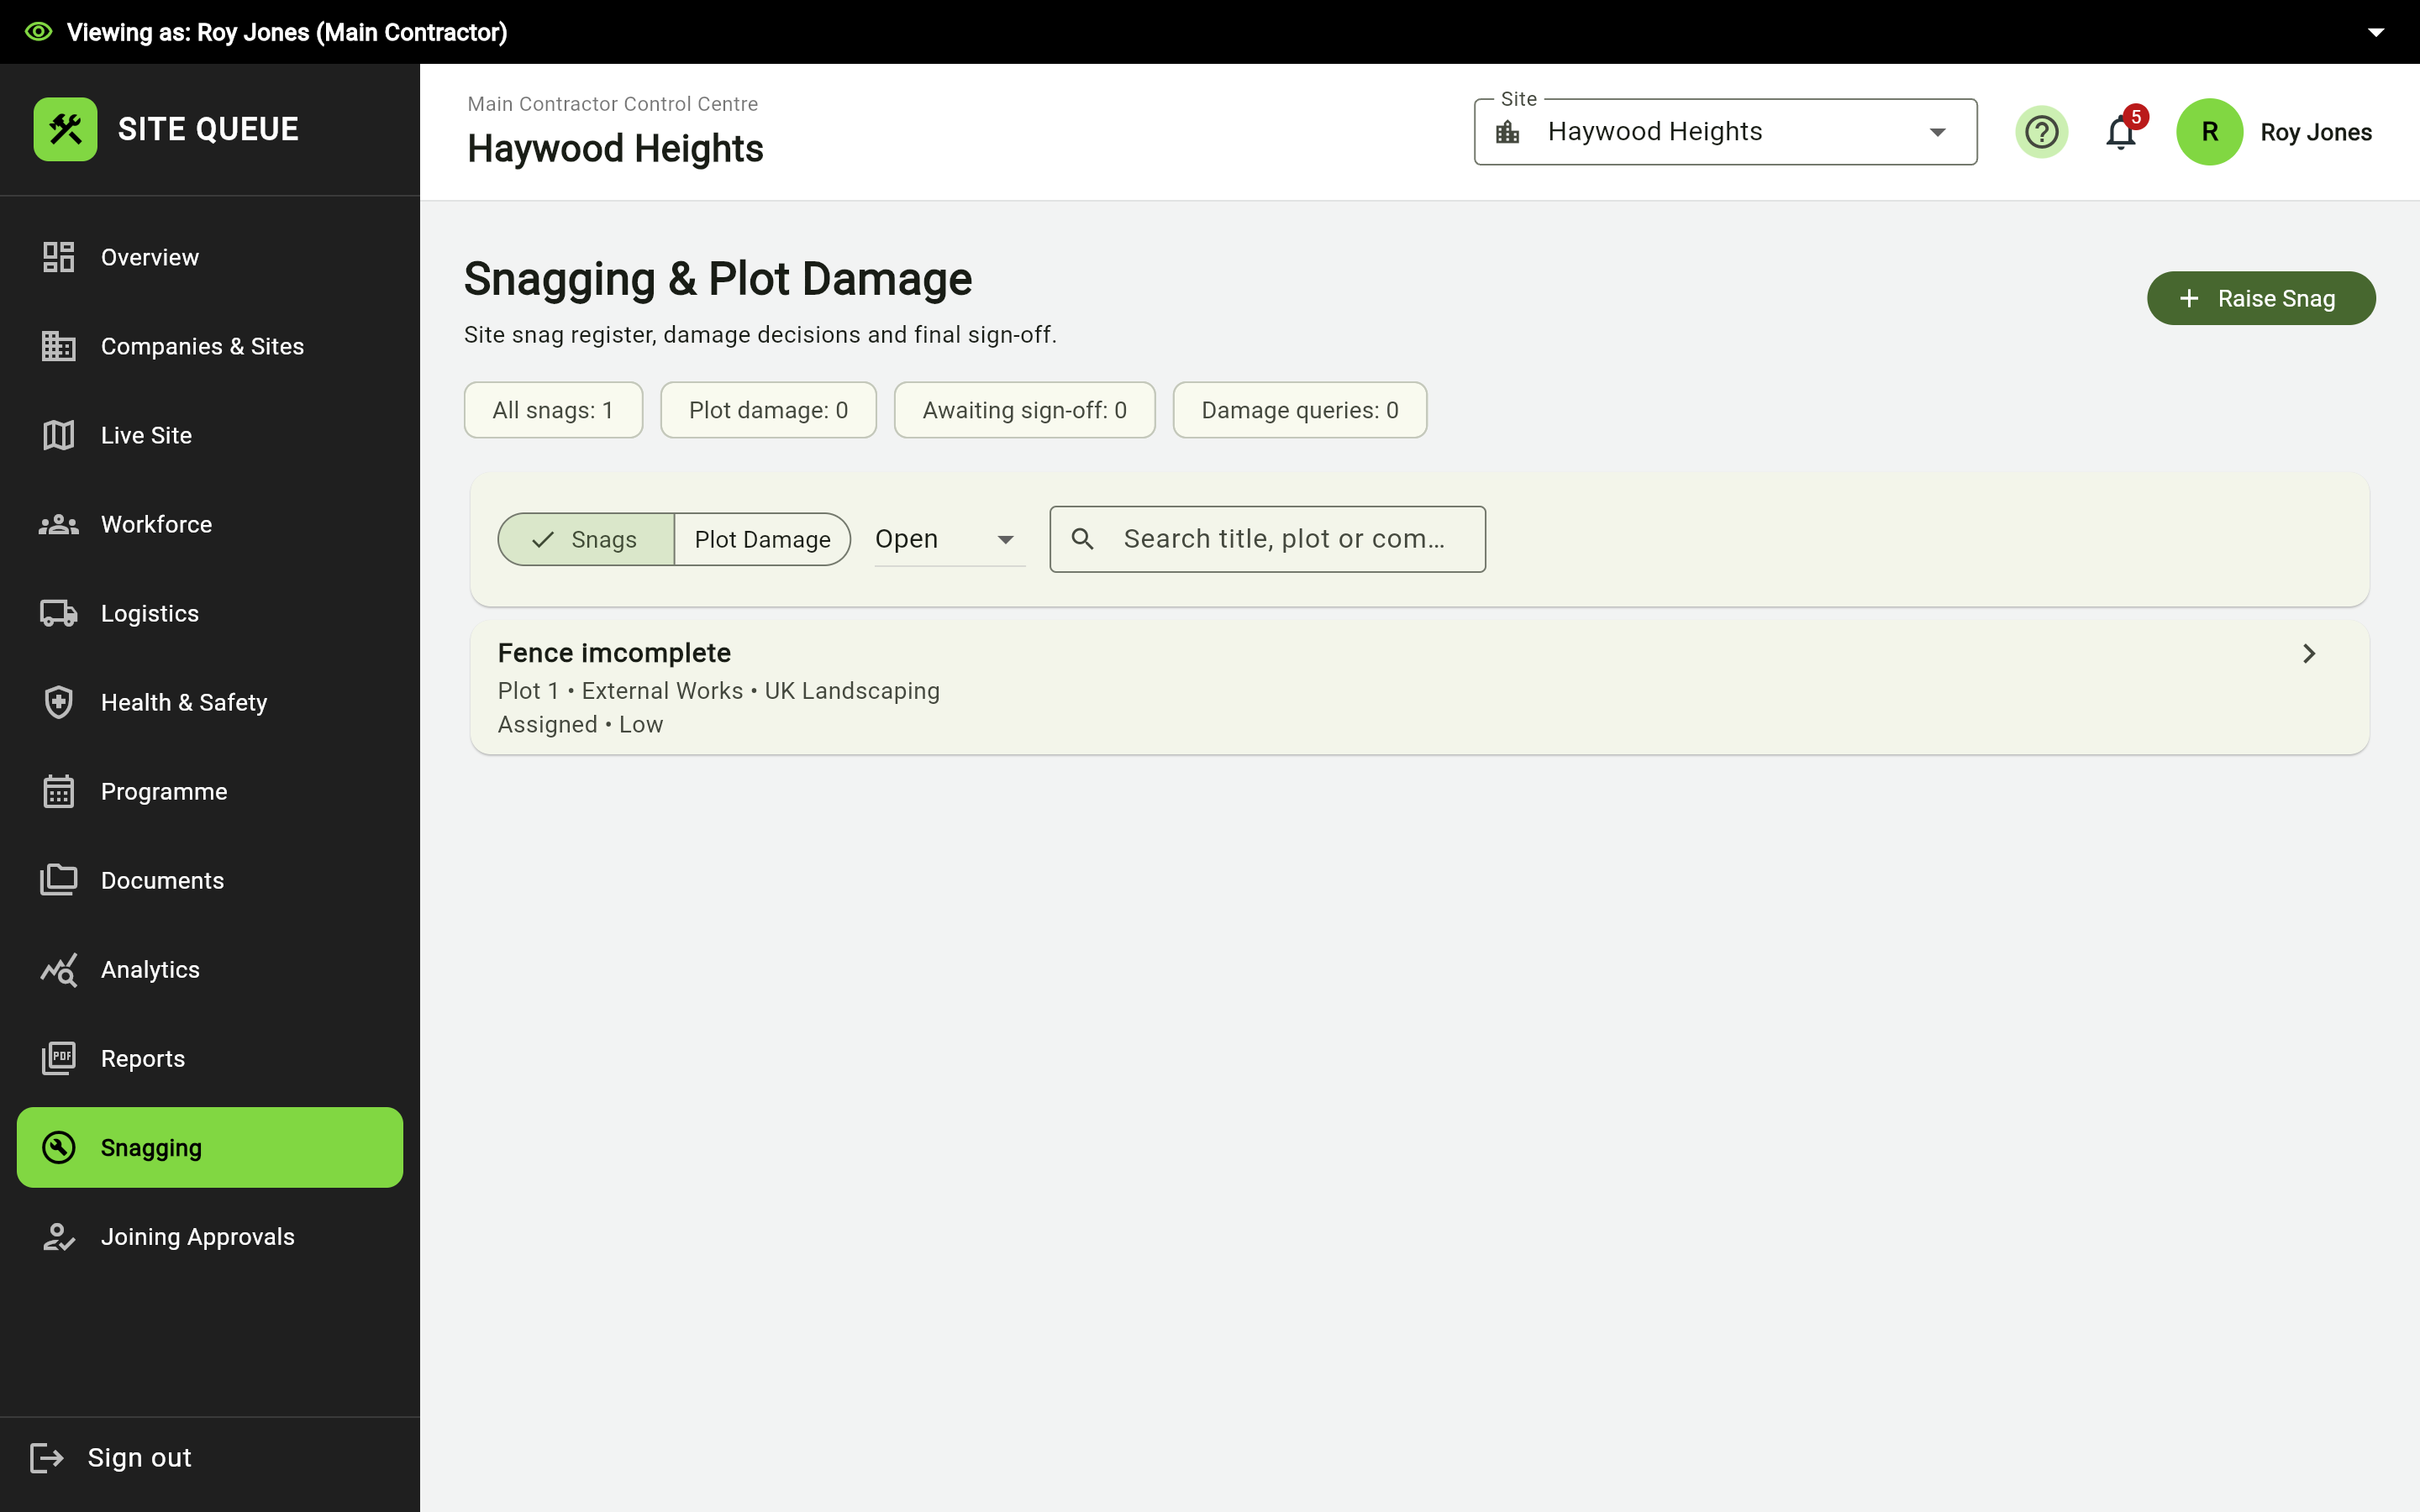 Viewing as: Roy Jones (Main Contractor)
SITE QUEUE
Main Contractor Control Centre
Haywood Heights
Site
Haywood Heights
5
R
Roy Jones
Overview
Companies & Sites
Live Site
Workforce
Logistics
Health & Safety
Programme
Documents
Analytics
PDF
Reports
Snagging
Joining Approvals
Sign out
Snagging & Plot Damage
Site snag register, damage decisions and final sign-off.
Raise Snag
All snags: 1
Plot damage: 0
Awaiting sign-off: 0
Damage queries: 0
Snags
Plot Damage
Open
Search title, plot or com...
Fence imcomplete
Plot 1 • External Works • UK Landscaping
Assigned • Low